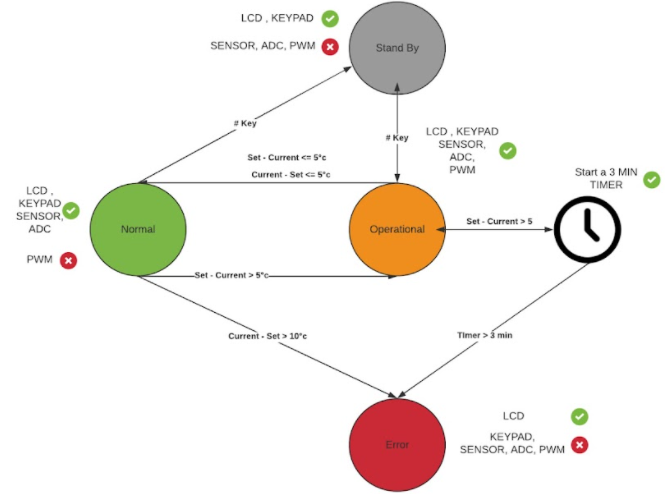 LCD , KEYPAD
SENSOR, ADC, PWM
Stand By
# Key
# Key
LCD , KEYPAD
SENSOR,
ADC,
PWM
Set - Current <= 5°c
Current - Set <= 5°c
Start a 3 MIN
TIMER
LCD ,
KEYPAD
SENSOR,
ADC
PWM
Normal
Operational
Set - Current > 5
Set - Current > 5°c
Current - Set > 10°c
TImer > 3 min
Error
LCD
KEYPAD,
SENSOR, ADC, PWM